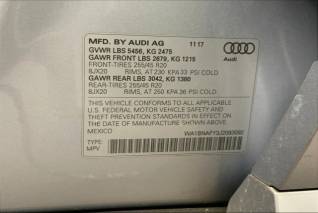 MFD. BY AUDI AG 11 17
GVWR LBS 5456, KG 2475
GAWR FRONT LBS 2679, KG 1215
FRONT-TIRES 255/45 R20
8JX20 RIMS, AT 230 KPA 33 PSI COLD
GAWR REAR LBS 3042, KG 1380
REAR-TIRES 255/45 R20
8JX20 RIMS, AT 250 KPA 36 PSI COLD
THIS VEHICLE CONFORMS TO ALL APPLICABLE
U.S. FEDERAL MOTOR VEHICLE SAFETY AND
THEFT PREVENTION STANDARDS IN EFFECT
ON THE DATE OF MANUFACTURE SHOWN ABOVE
MEXICO
TYPE:
MPV
Audi